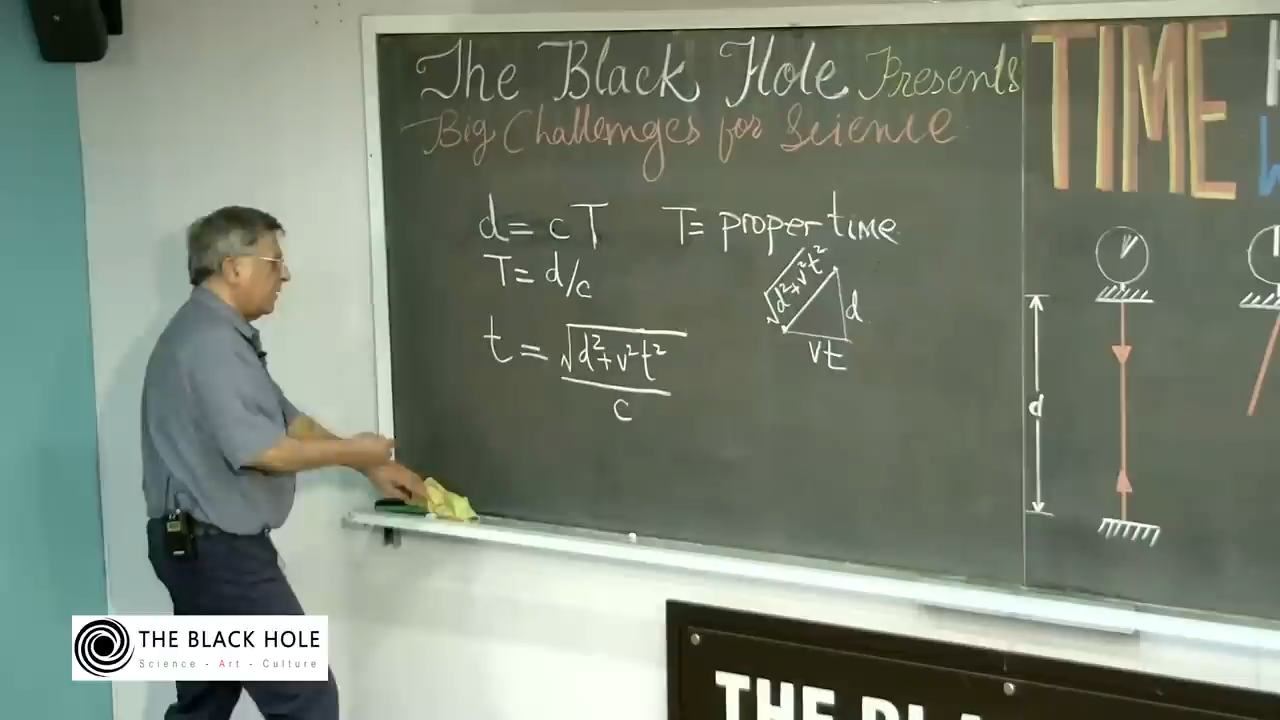 The Black Hole Presents
Big Challenges for Science
TIME
d = cT T= proper time
T= d/c
√d²+v²t²
d
vt
t = √d²+v²t² / c
d
THE BLACK HOLE
Science - Art - Culture